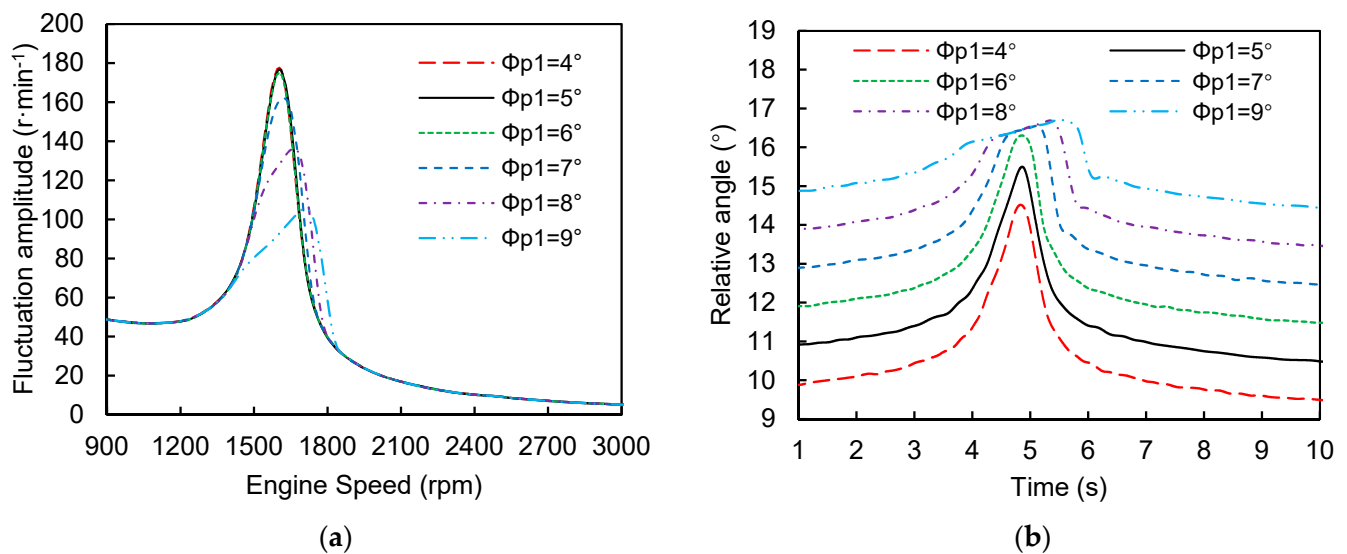 Fluctuation amplitude (r·min⁻¹)
200
180
160
140
120
100
80
60
40
20
0
900 1200 1500 1800 2100 2400 2700 3000
Engine Speed (rpm)
Φp1=4°
Φp1=5°
Φp1=6°
Φp1=7°
Φp1=8°
Φp1=9°
(a)
Relative angle (°)
19
18
17
16
15
14
13
12
11
10
9
1 2 3 4 5 6 7 8 9 10
Time (s)
Φp1=4° Φp1=5°
Φp1=6° Φp1=7°
Φp1=8° Φp1=9°
(b)